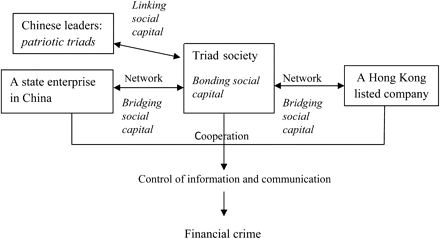 Chinese leaders:
patriotic triads
Linking
social
capital
Triad society
Bonding social
capital
A state enterprise
in China
Network
Bridging
social
capital
Network
Bridging
social
capital
A Hong Kong
listed company
Cooperation
Control of information and communication
Financial crime